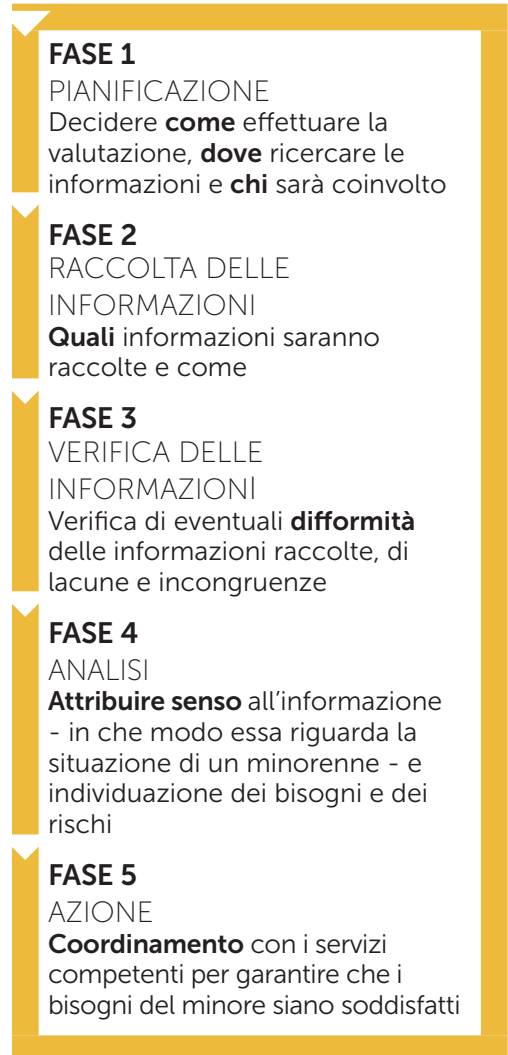 FASE 1
PIANIFICAZIONE
Decidere come effettuare la
valutazione, dove ricercare le
informazioni e chi sarà coinvolto
FASE 2
RACCOLTA DELLE
INFORMAZIONI
Quali informazioni saranno
raccolte e come
FASE 3
VERIFICA DELLE
INFORMAZIONI
Verifica di eventuali difformità
delle informazioni raccolte, di
lacune e incongruenze
FASE 4
ANALISI
Attribuire senso all'informazione
- in che modo essa riguarda la
situazione di un minorenne - e
individuazione dei bisogni e dei
rischi
FASE 5
AZIONE
Coordinamento con i servizi
competenti per garantire che i
bisogni del minore siano soddisfatti